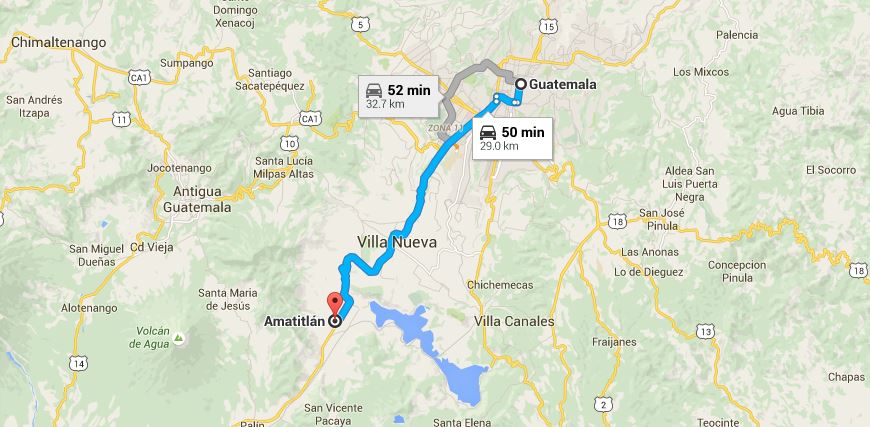 Santo
Domingo
Xenacoj
5
15
Palencia
Chimaltenango
Sumpango
CA1
Santiago
Sacatepéquez
52 min
32.7 km
Guatemala
Los Mixcos
San Andrés
Itzapa
11
CA1
ZONA 11
50 min
29.0 km
Agua Tibia
10
Jocotenango
Santa Lucía
Milpas Altas
Antigua
Guatemala
Aldea San
Luis Puerta
Negra
El Socorro
18
San José
Pinula
San Miguel
Dueñas
Cd Vieja
Villa Nueva
Las Anonas
Lo de Dieguez
Concepcion
Pinula
18
Alotenango
Santa Maria
de Jesús
Chichemecas
Amatitlán
Villa Canales
Volcán
de Agua
13
Fraijanes
14
Chapas
San Vicente
Pacaya
2
Palín
Santa Elena
Teocinte